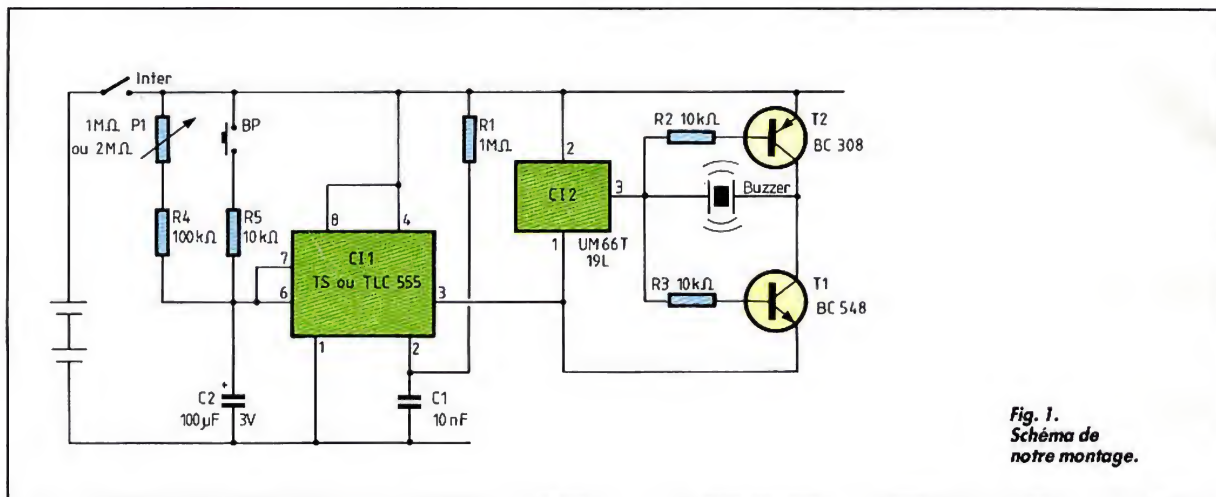 Inter
1MΩ P1
ou 2MΩ
BP
R4
100kΩ
R5
10kΩ
8
4
7
6
CI1
TS ou TLC 555
3
1
2
C2
100µF
+
3V
C1
10nF
R1
1MΩ
2
CI2
3
1
UM66T
19L
R2 10kΩ
Buzzer
R3 10kΩ
T2
BC 308
T1
BC 548
Fig. 1.
Schéma de
notre montage.